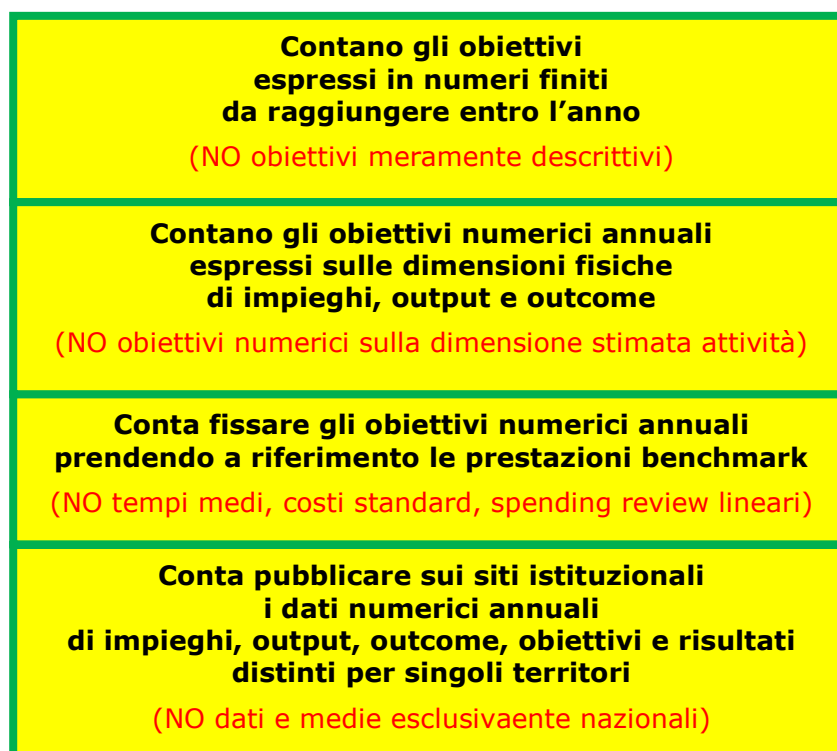 Contano gli obiettivi
espressi in numeri finiti
da raggiungere entro l’anno
(NO obiettivi meramente descrittivi)
Contano gli obiettivi numerici annuali
espressi sulle dimensioni fisiche
di impieghi, output e outcome
(NO obiettivi numerici sulla dimensione stimata attività)
Conta fissare gli obiettivi numerici annuali
prendendo a riferimento le prestazioni benchmark
(NO tempi medi, costi standard, spending review lineari)
Conta pubblicare sui siti istituzionali
i dati numerici annuali
di impieghi, output, outcome, obiettivi e risultati
distinti per singoli territori
(NO dati e medie esclusivaente nazionali)